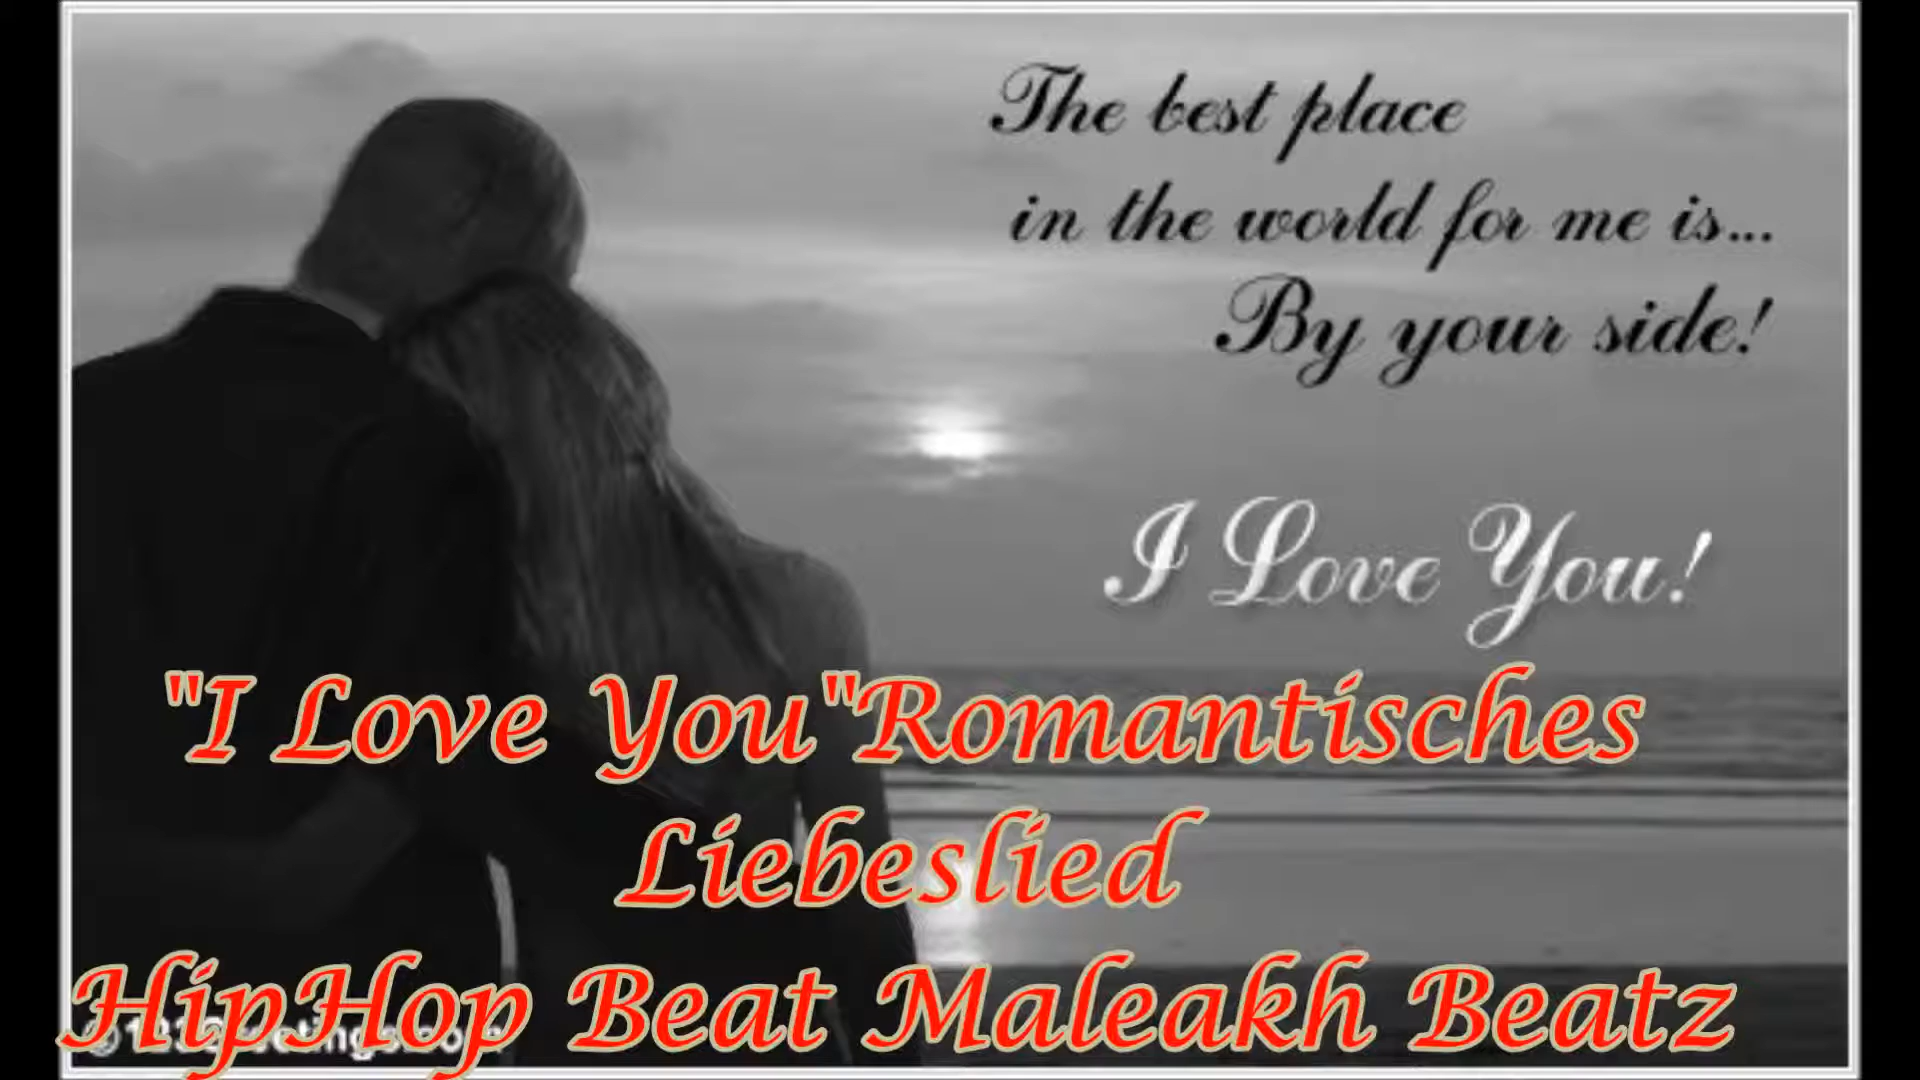 The best place
in the world for me is...
By your side!
I Love You!
"I Love You"Romantisches
Liebeslied
HipHop Beat Maleakh Beatz